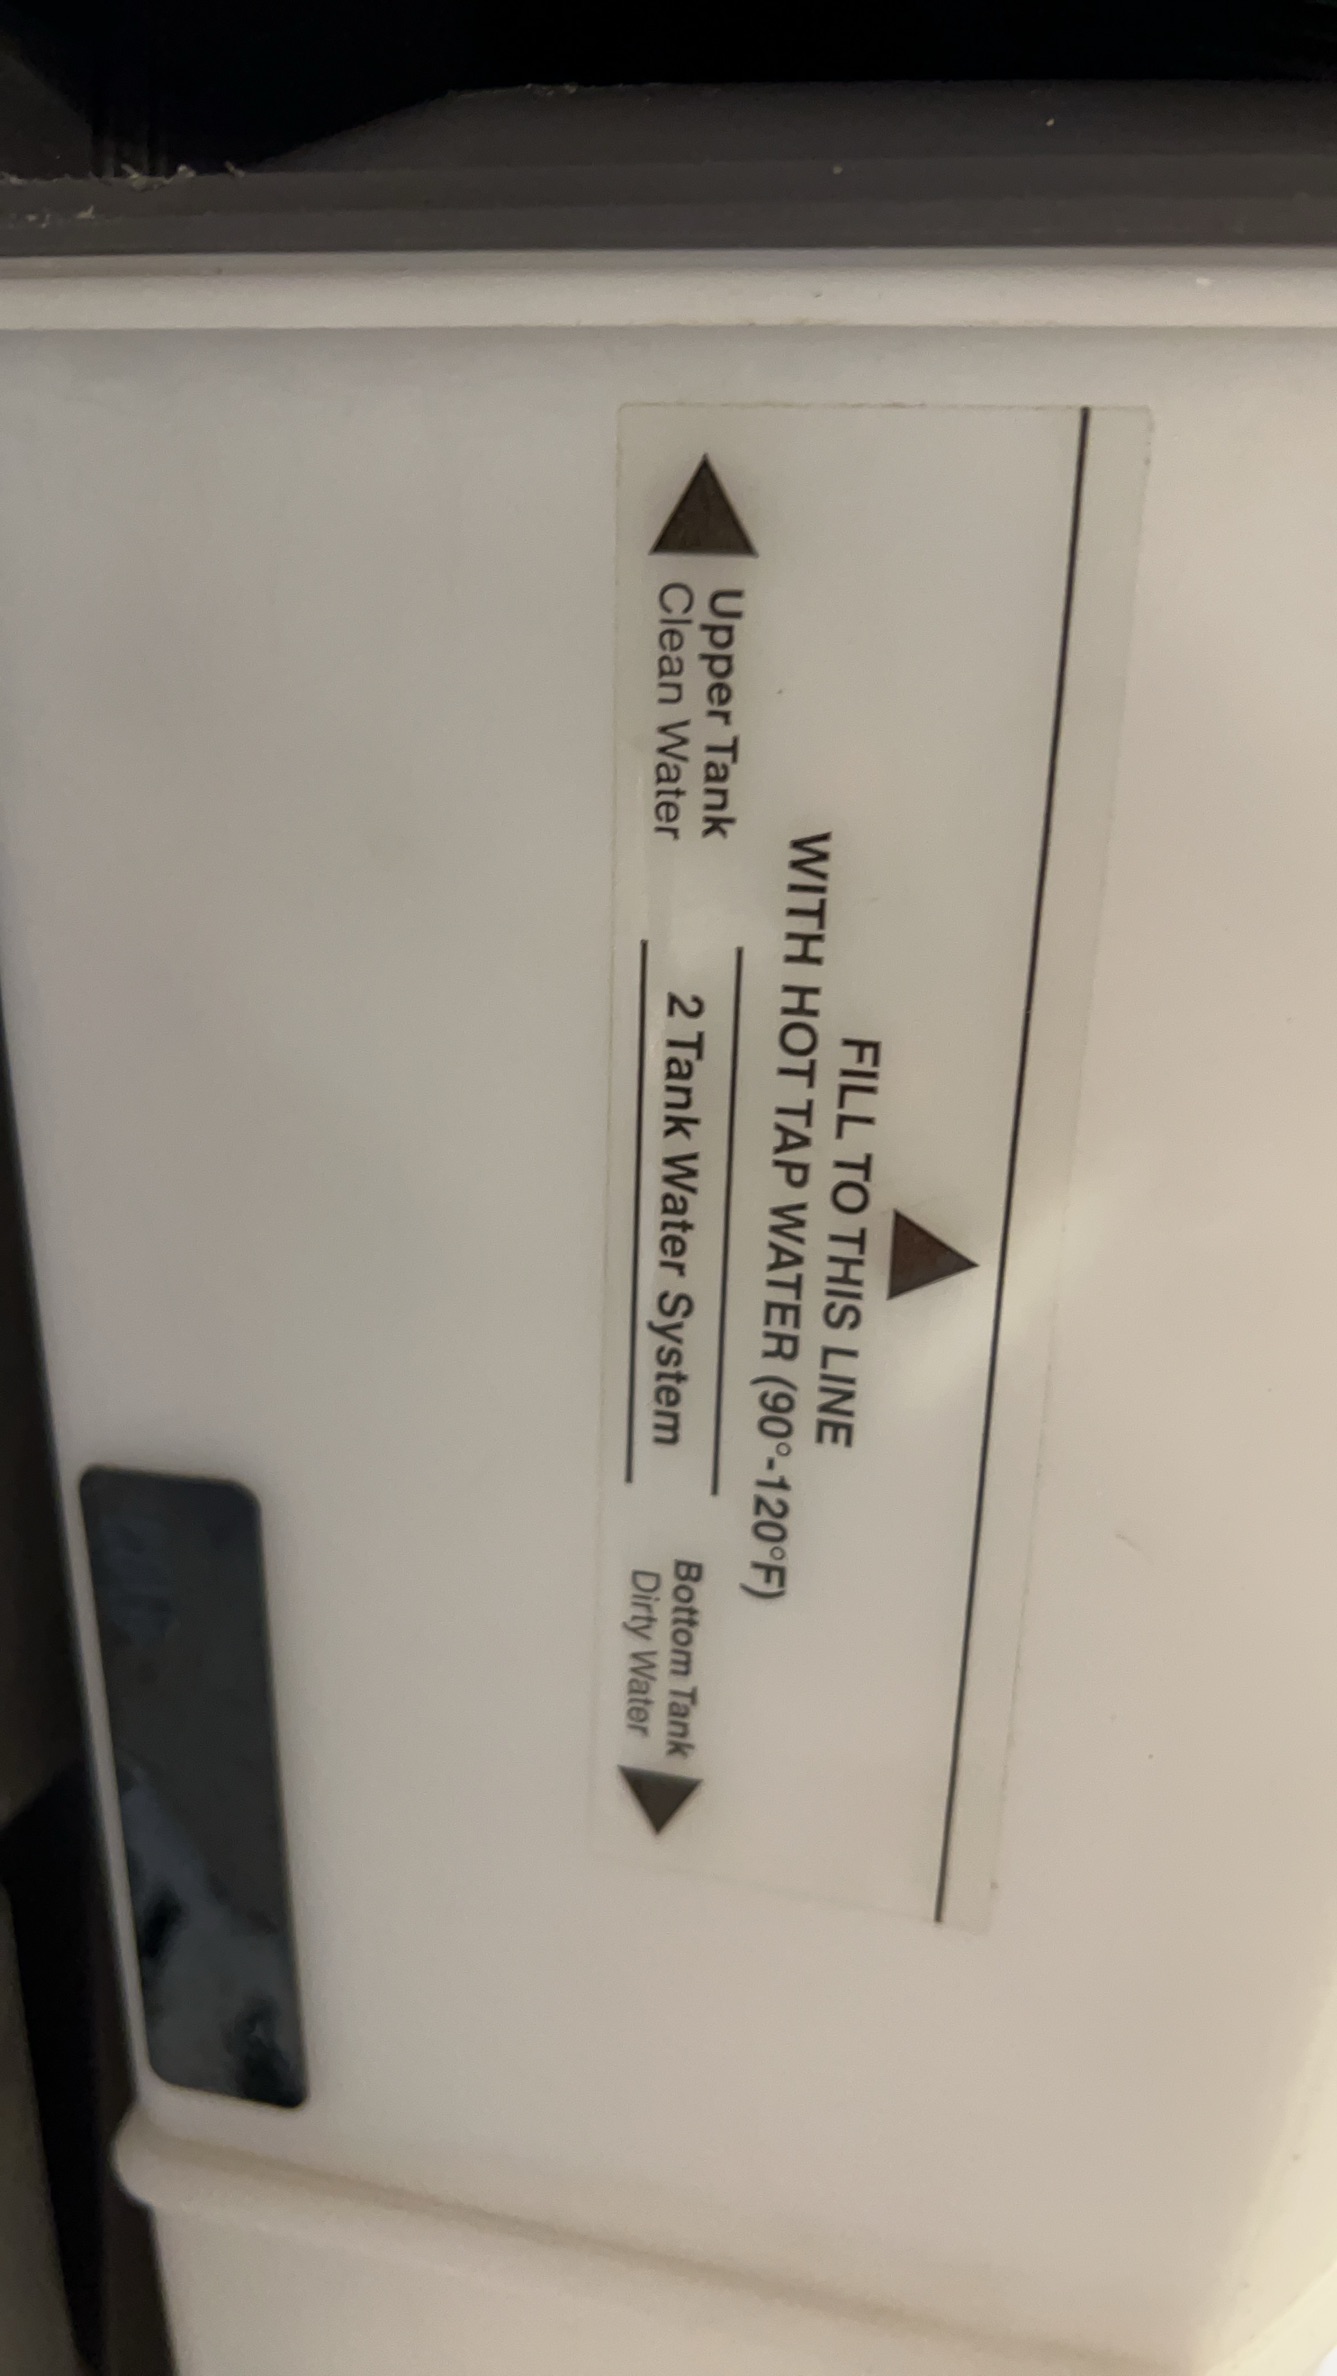 FILL TO THIS LINE
WITH HOT TAP WATER (90°-120°F)
Upper Tank
Clean Water
2 Tank Water System
Bottom Tank
Dirty Water